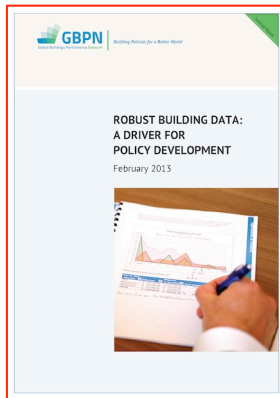 GBPN
Global Buildings Performance Network
Building Policies for a Better World
ROBUST BUILDING DATA:
A DRIVER FOR
POLICY DEVELOPMENT
February 2013